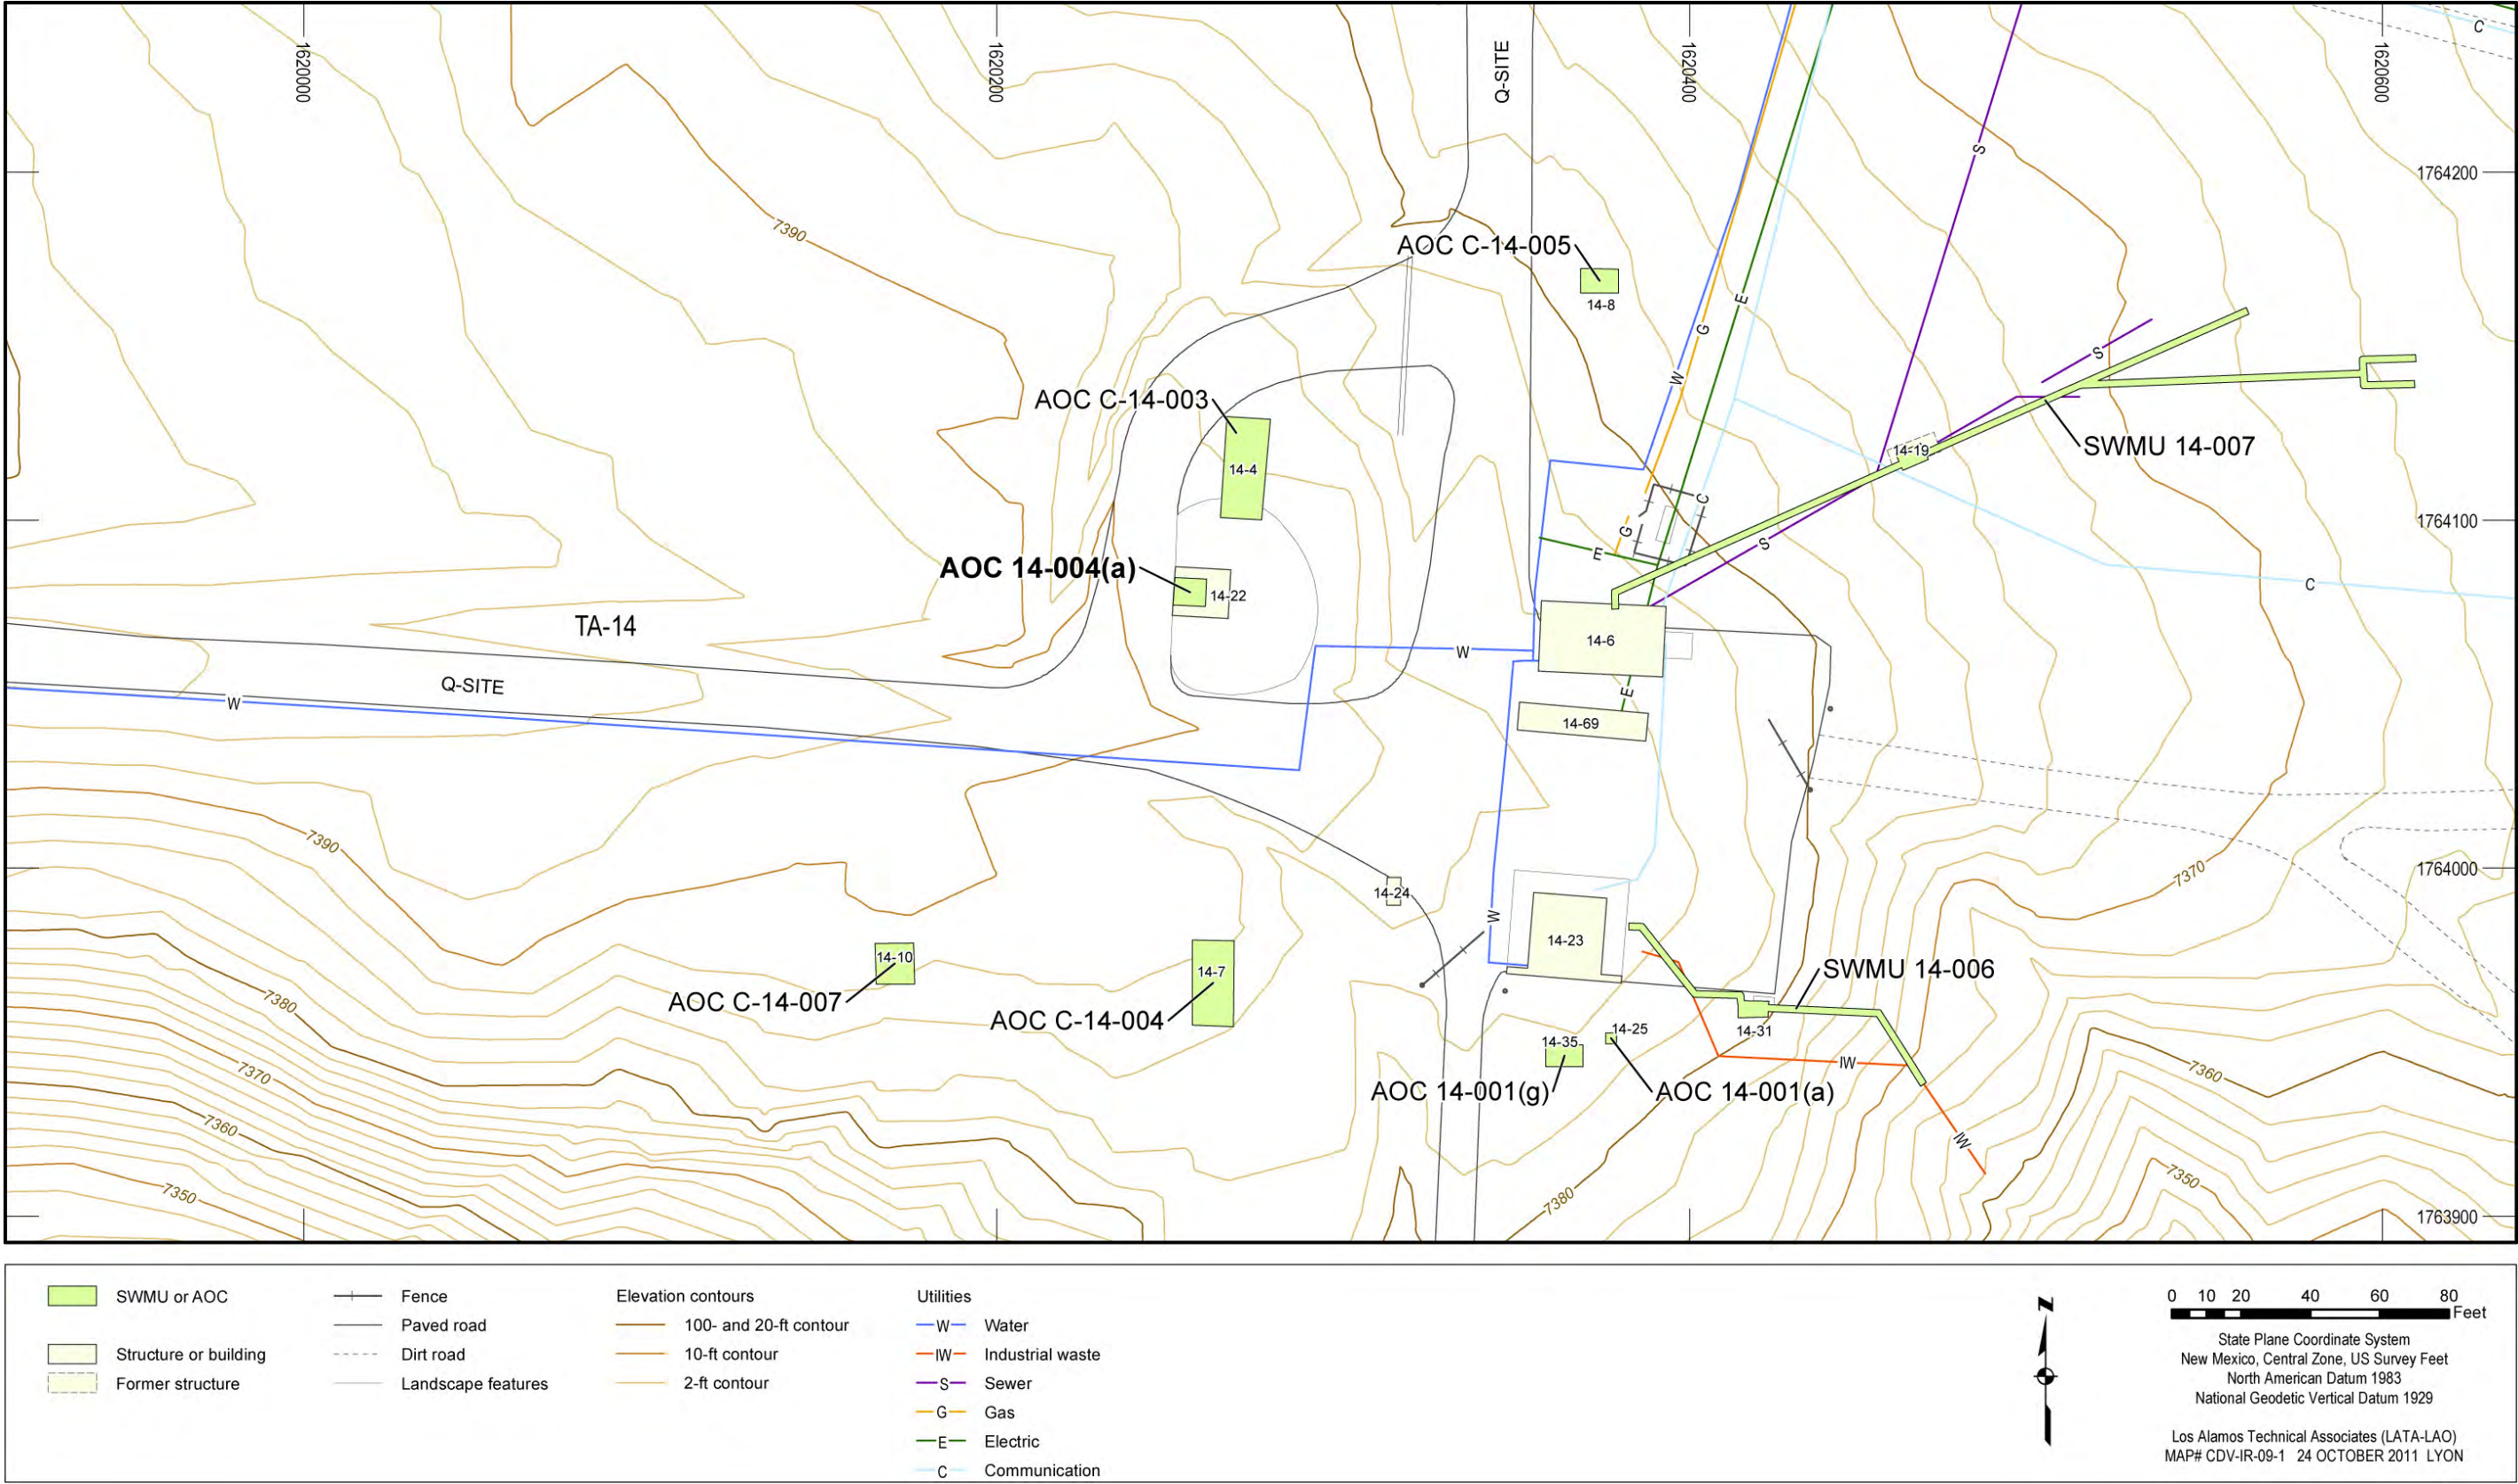 1620000
1620200
Q-SITE
1620400
1620600
C
S
1764200
7390
AOC C-14-005
14-8
E
G
W
S
AOC C-14-003
14-4
14-19
SWMU 14-007
C
1764100
G
E
S
AOC 14-004(a)
14-22
C
TA-14
14-6
W
Q-SITE
W
E
14-69
7390
7370
1764000
14-24
W
14-23
14-10
14-7
SWMU 14-006
AOC C-14-007
AOC C-14-004
7380
14-25
14-31
14-35
IW
7370
7360
AOC 14-001(g)
AOC 14-001(a)
7360
IW
7350
7380
7350
1763900
SWMU or AOC
Structure or building
Former structure
Fence
Paved road
Dirt road
Landscape features
Elevation contours
100- and 20-ft contour
10-ft contour
2-ft contour
Utilities
W Water
IW Industrial waste
S Sewer
G Gas
E Electric
C Communication
N
0 10 20 40 60 80
Feet
State Plane Coordinate System
New Mexico, Central Zone, US Survey Feet
North American Datum 1983
National Geodetic Vertical Datum 1929
Los Alamos Technical Associates (LATA-LAO)
MAP# CDV-IR-09-1 24 OCTOBER 2011 LYON